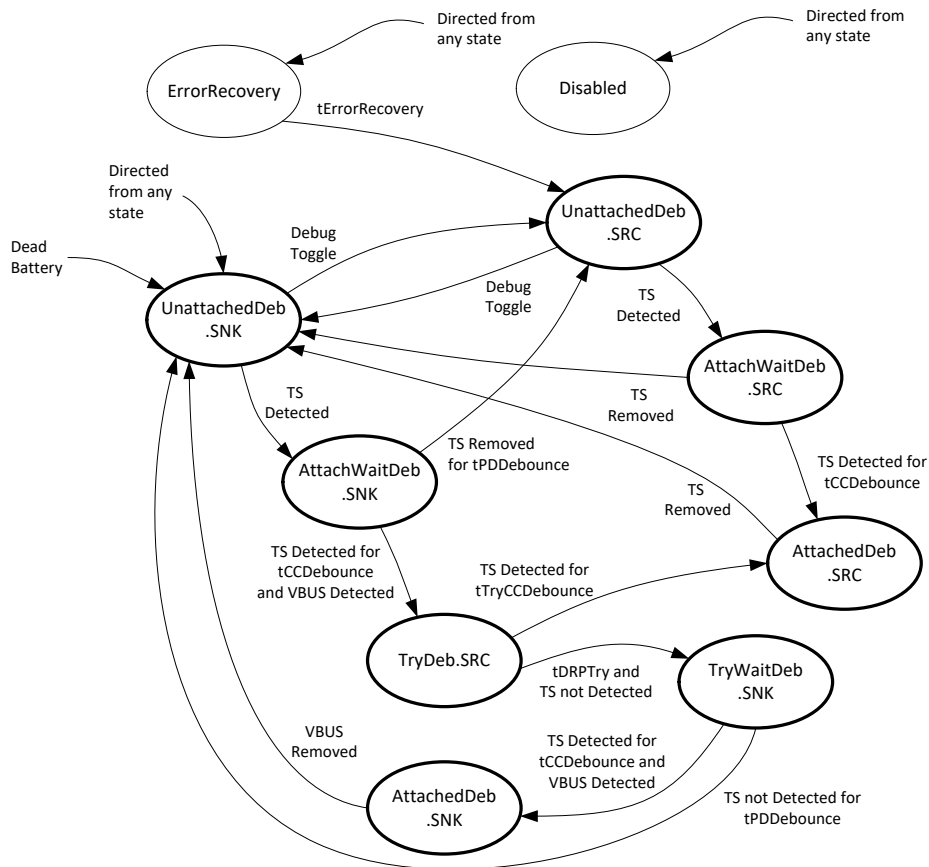 Directed from
any state
Directed from
any state
ErrorRecovery
Disabled
tErrorRecovery
Directed
from any
state
UnattachedDeb
.SRC
Debug
Toggle
Dead
Battery
Debug
Toggle
TS
Detected
UnattachedDeb
.SNK
AttachWaitDeb
.SRC
TS
Removed
TS
Detected
TS Removed
for tPDDebounce
AttachWaitDeb
.SNK
TS Detected for
tCCDebounce
TS
Removed
AttachedDeb
.SRC
TS Detected for
tCCDebounce
and VBUS Detected
TS Detected for
tTryCCDebounce
TryDeb.SRC
tDRPTry and
TS not Detected
TryWaitDeb
.SNK
VBUS
Removed
TS Detected for
tCCDebounce and
VBUS Detected
AttachedDeb
.SNK
TS not Detected for
tPDDebounce